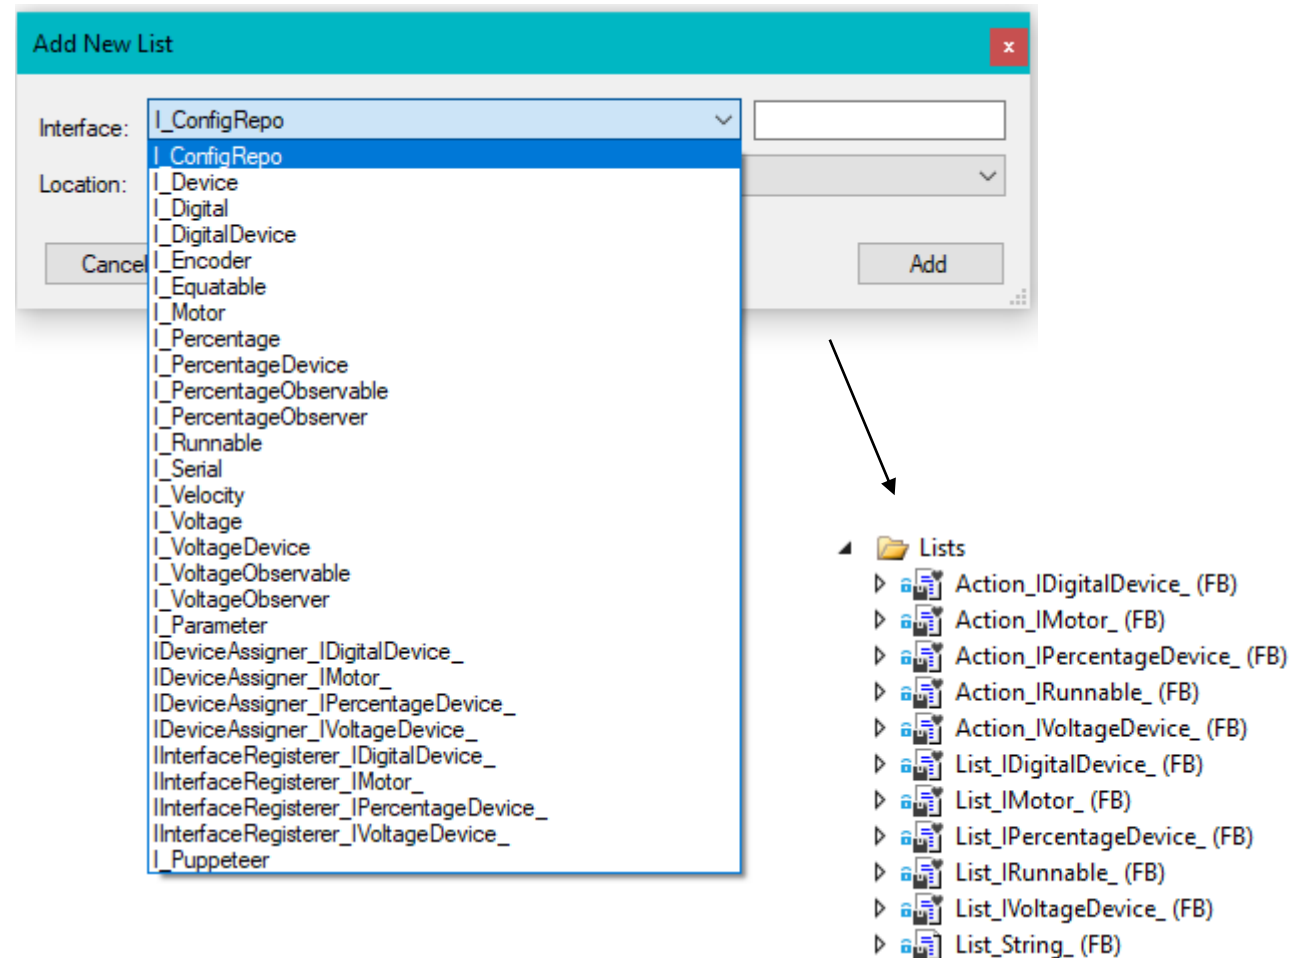 Add New List
x
Interface:
I_ConfigRepo
I_ConfigRepo
Location:
I_Device
I_Digital
I_DigitalDevice
Cancel
I_Encoder
Add
I_Equatable
I_Motor
I_Percentage
I_PercentageDevice
I_PercentageObservable
I_PercentageObserver
I_Runnable
I_Serial
I_Velocity
I_Voltage
I_VoltageDevice
I_VoltageObservable
I_VoltageObserver
I_Parameter
IDeviceAssigner_IDigitalDevice_
IDeviceAssigner_IMotor_
IDeviceAssigner_IPercentageDevice_
IDeviceAssigner_IVoltageDevice_
IInterfaceRegisterer_IDigitalDevice_
IInterfaceRegisterer_IMotor_
IInterfaceRegisterer_IPercentageDevice_
IInterfaceRegisterer_IVoltageDevice_
I_Puppeteer
Lists
Action_IDigitalDevice_ (FB)
Action_IMotor_ (FB)
Action_IPercentageDevice_ (FB)
Action_IRunnable_ (FB)
Action_IVoltageDevice_ (FB)
List_IDigitalDevice_ (FB)
List_IMotor_ (FB)
List_IPercentageDevice_ (FB)
List_IRunnable_ (FB)
List_IVoltageDevice_ (FB)
List_String_ (FB)